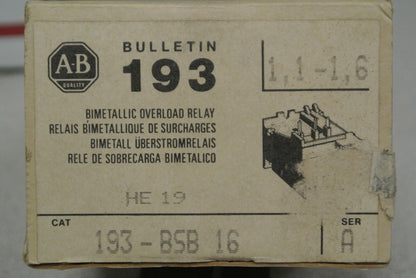 A-B
QUALITY
BULLETIN
193
1,1-1,6
BIMETALLIC OVERLOAD RELAY
RELAIS BIMETALLIQUE DE SURCHARGES
BIMETALL ÜBERSTROMRELAIS
RELE DE SOBRECARGA BIMETALICO
HE 19
CAT
193-BSB 16
SER
A